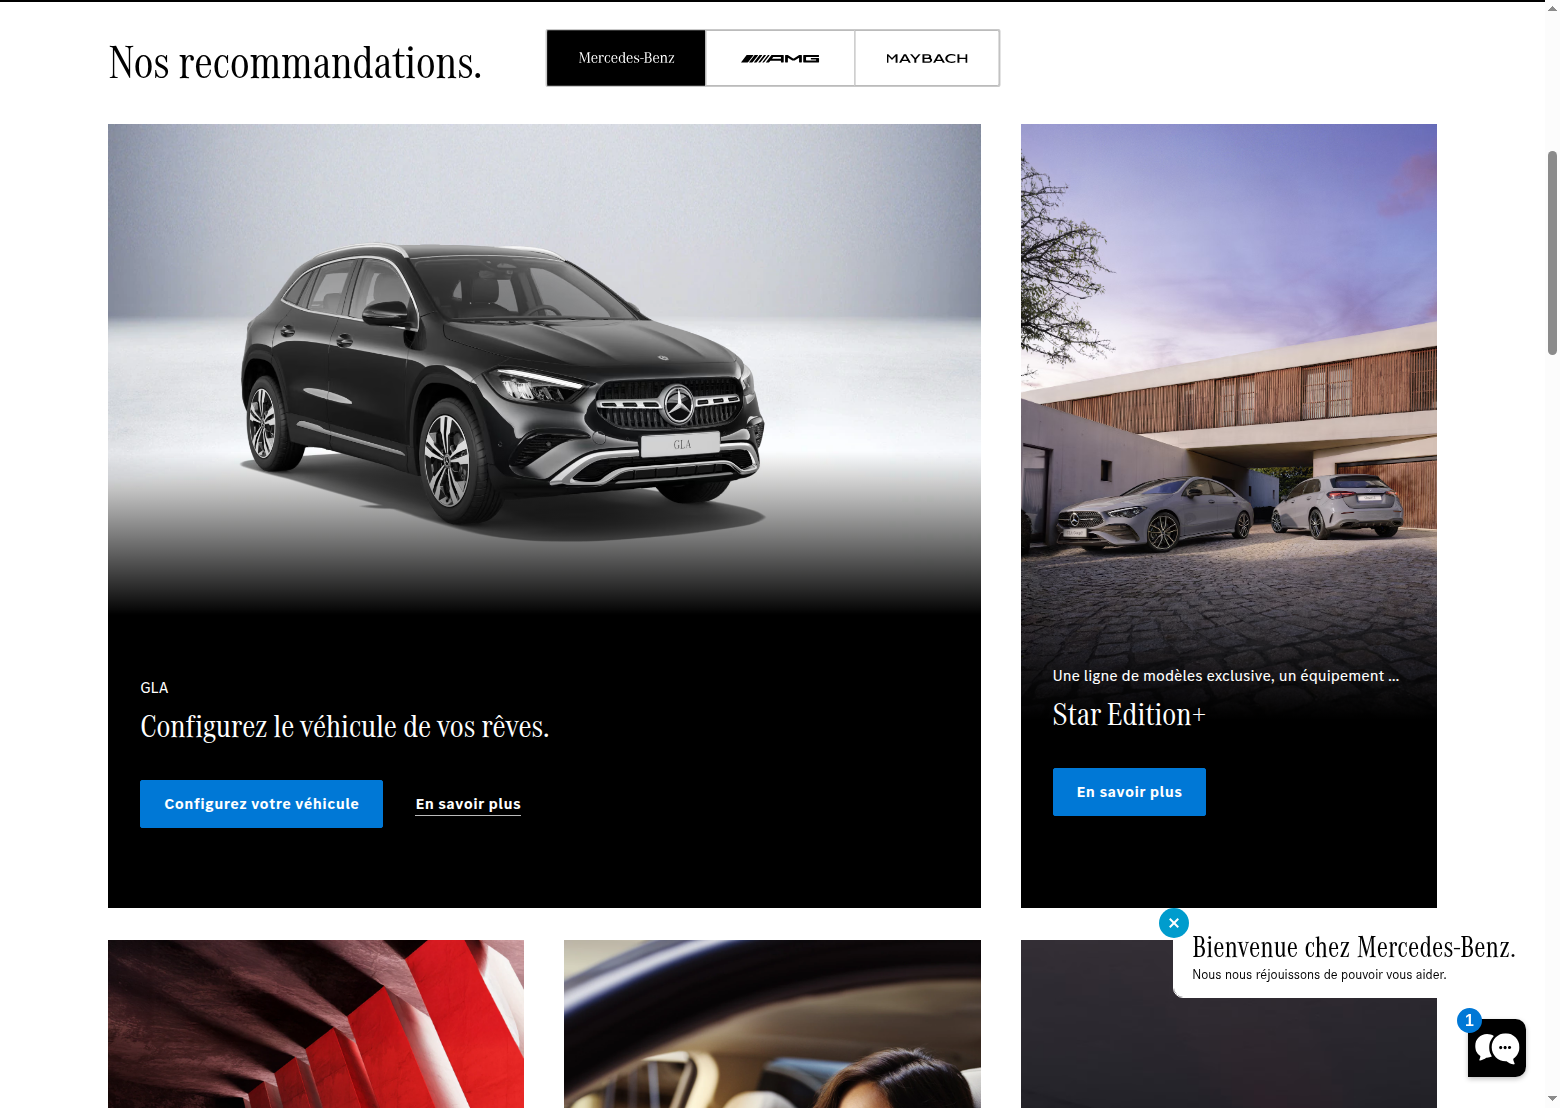 Nos recommandations.
Mercedes-Benz
AMG
MAYBACH
GLA
GLA
Configurez le véhicule de vos rêves.
Configurez votre véhicule
En savoir plus
Une ligne de modèles exclusive, un équipement ...
Star Edition+
En savoir plus
Bienvenue chez Mercedes-Benz.
Nous nous réjouissons de pouvoir vous aider.
1